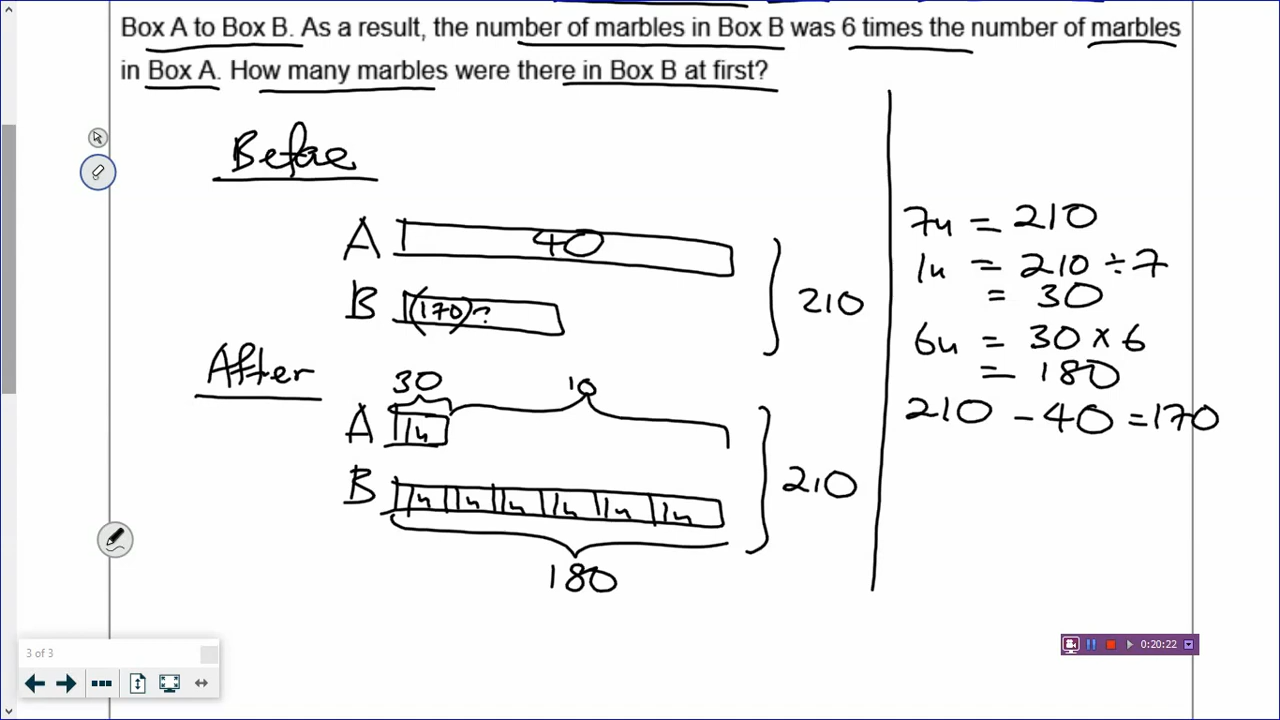 Box A to Box B. As a result, the number of marbles in Box B was 6 times the number of marbles
in Box A. How many marbles were there in Box B at first?
Before
A 40
B (170)?
210
After
30 10
A 1u
B 1u 1u 1u 1u 1u 1u
210
180
7u = 210
1u = 210 ÷ 7
= 30
6u = 30 × 6
= 180
210 - 40 = 170
3 of 3
0:20:22